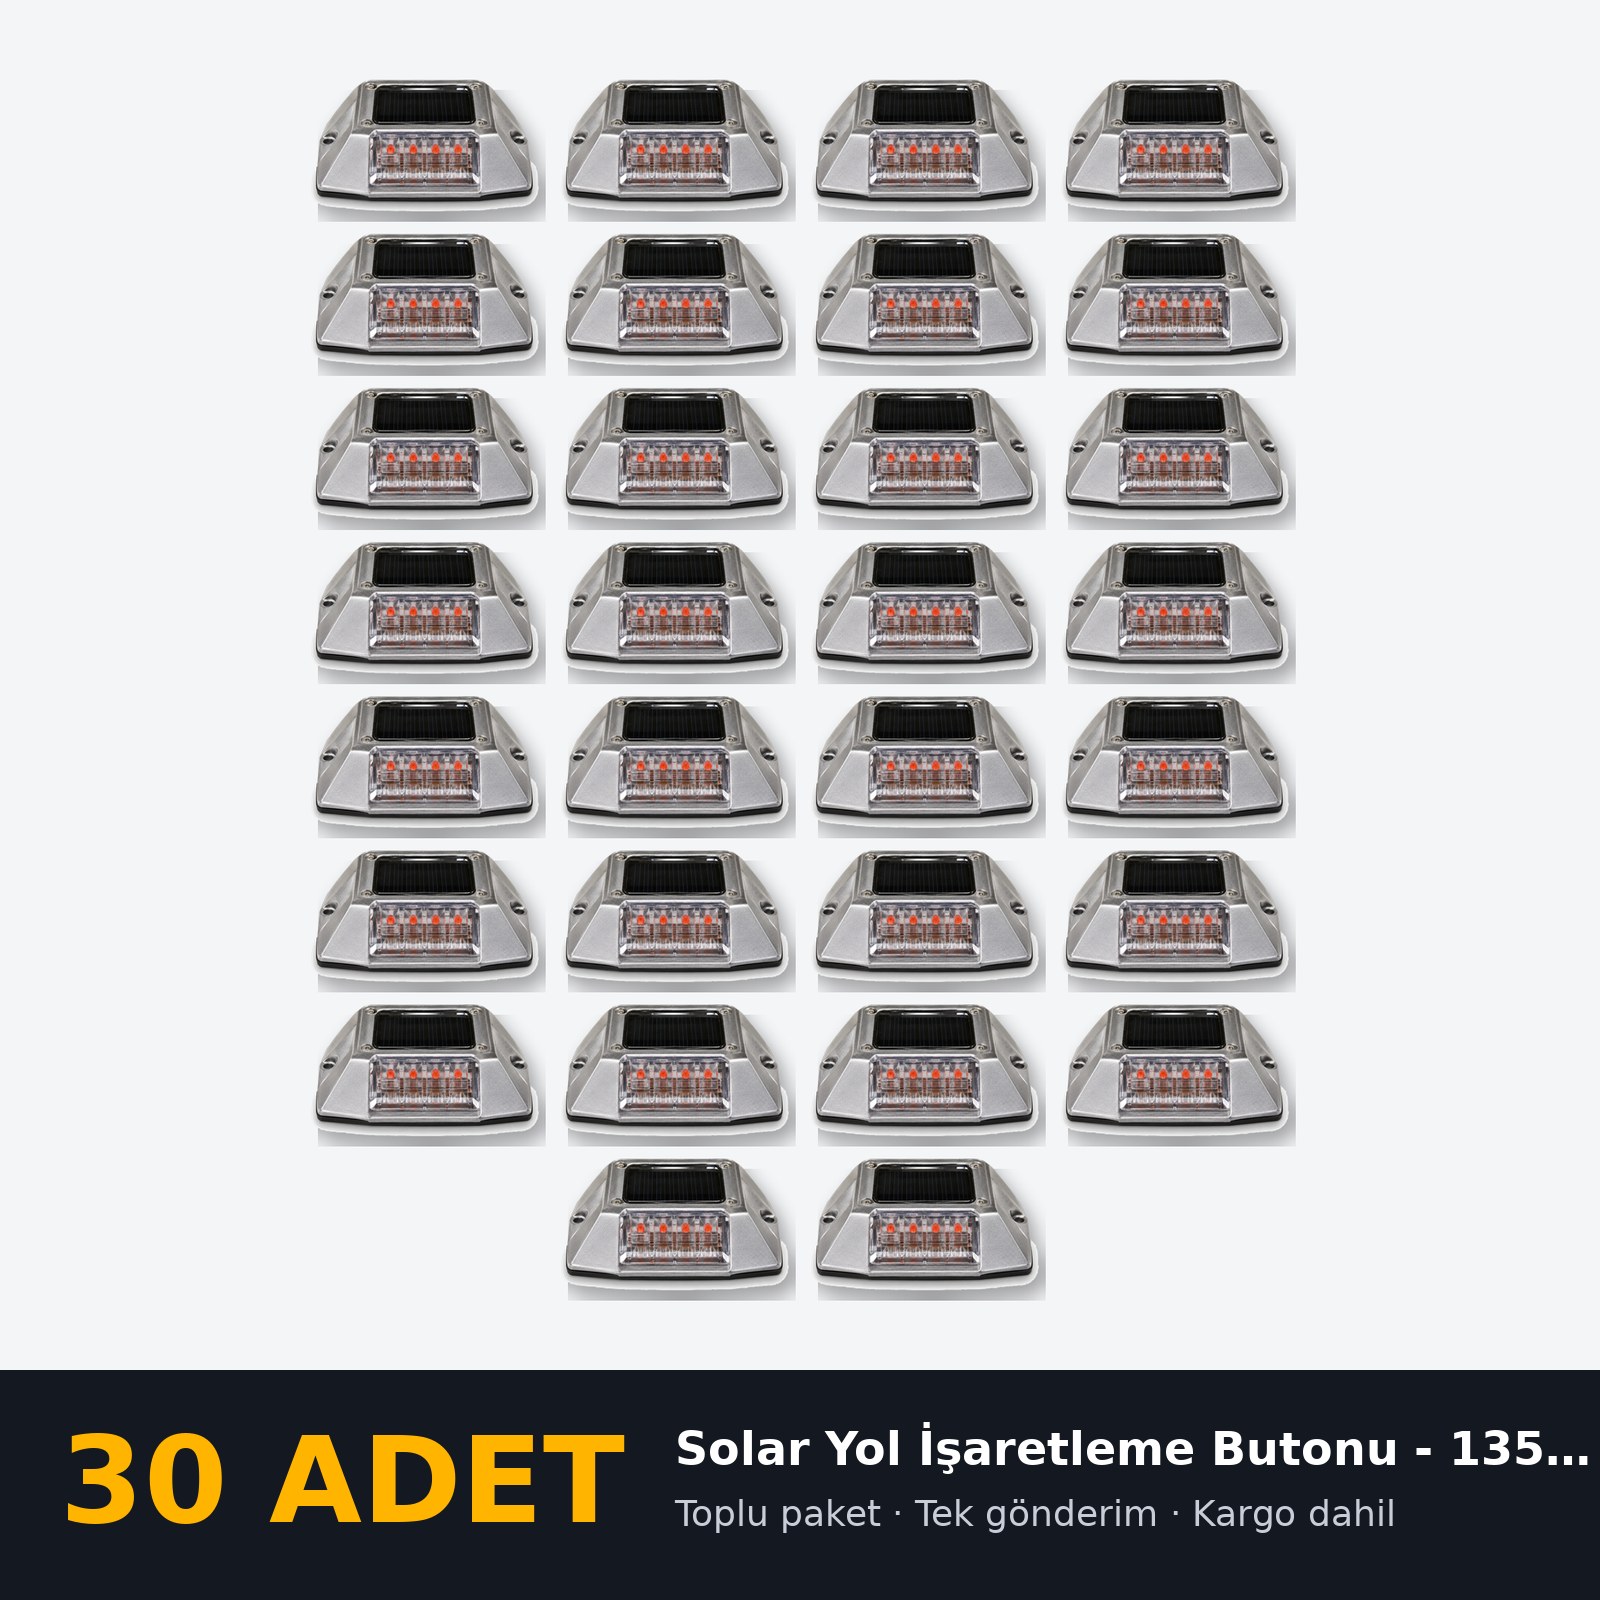 30 ADET
Solar Yol İşaretleme Butonu - 135…
Toplu paket · Tek gönderim · Kargo dahil